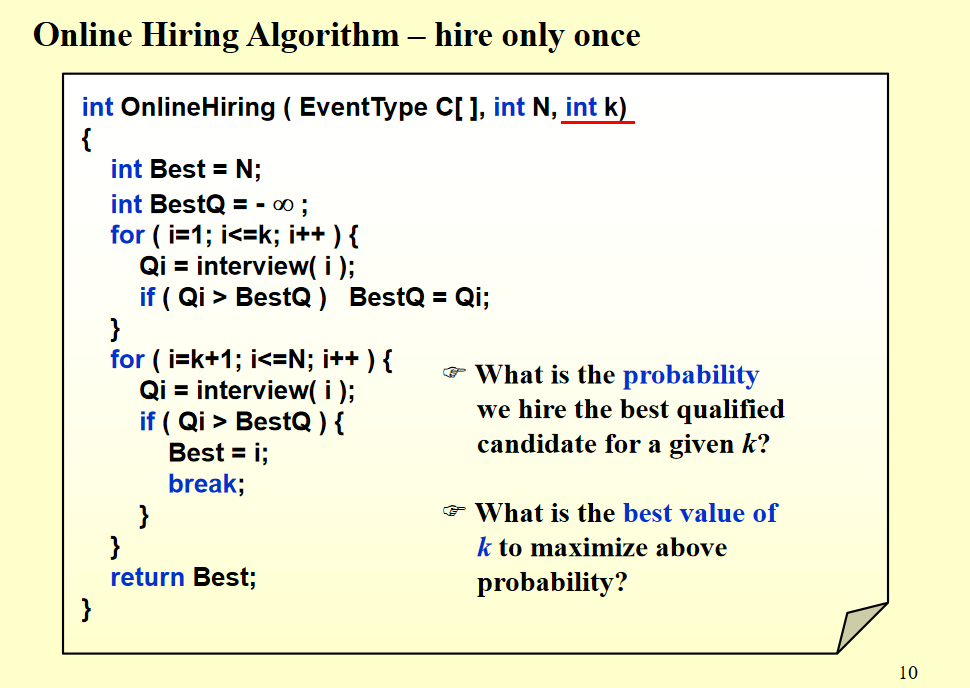 Online Hiring Algorithm – hire only once
int OnlineHiring ( EventType C[ ], int N, int k)
{
int Best = N;
int BestQ = - ∞ ;
for ( i=1; i<=k; i++ ) {
Qi = interview( i );
if ( Qi > BestQ )   BestQ = Qi;
}
for ( i=k+1; i<=N; i++ ) {
Qi = interview( i );
if ( Qi > BestQ ) {
Best = i;
break;
}
}
return Best;
}
☞ What is the probability
we hire the best qualified
candidate for a given k?
☞ What is the best value of
k to maximize above
probability?
10